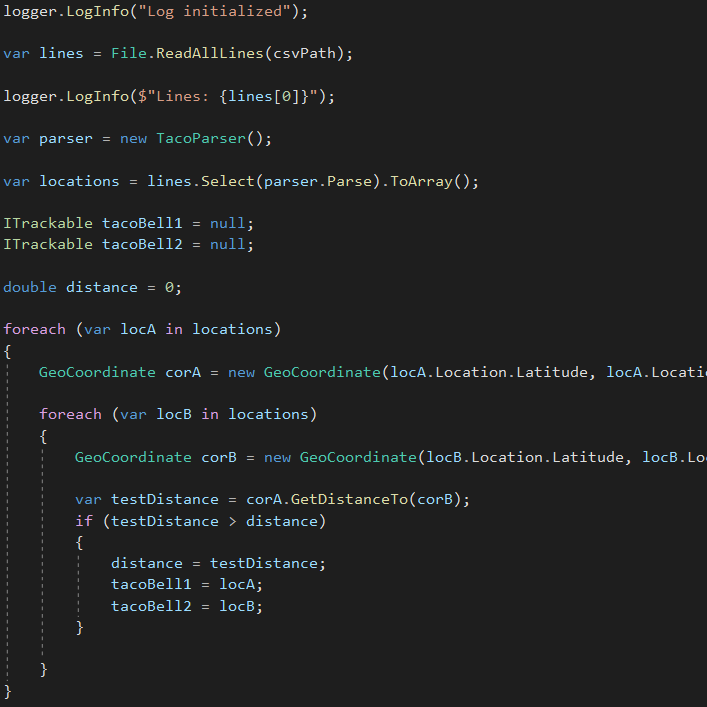 logger.LogInfo("Log initialized");
var lines = File.ReadAllLines(csvPath);
logger.LogInfo($"Lines: {lines[0]}");
var parser = new TacoParser();
var locations = lines.Select(parser.Parse).ToArray();
ITrackable tacoBell1 = null;
ITrackable tacoBell2 = null;
double distance = 0;
foreach (var locA in locations)
{
GeoCoordinate corA = new GeoCoordinate(locA.Location.Latitude, locA.Locati
foreach (var locB in locations)
{
GeoCoordinate corB = new GeoCoordinate(locB.Location.Latitude, locB.Lo
var testDistance = corA.GetDistanceTo(corB);
if (testDistance > distance)
{
distance = testDistance;
tacoBell1 = locA;
tacoBell2 = locB;
}
}
}